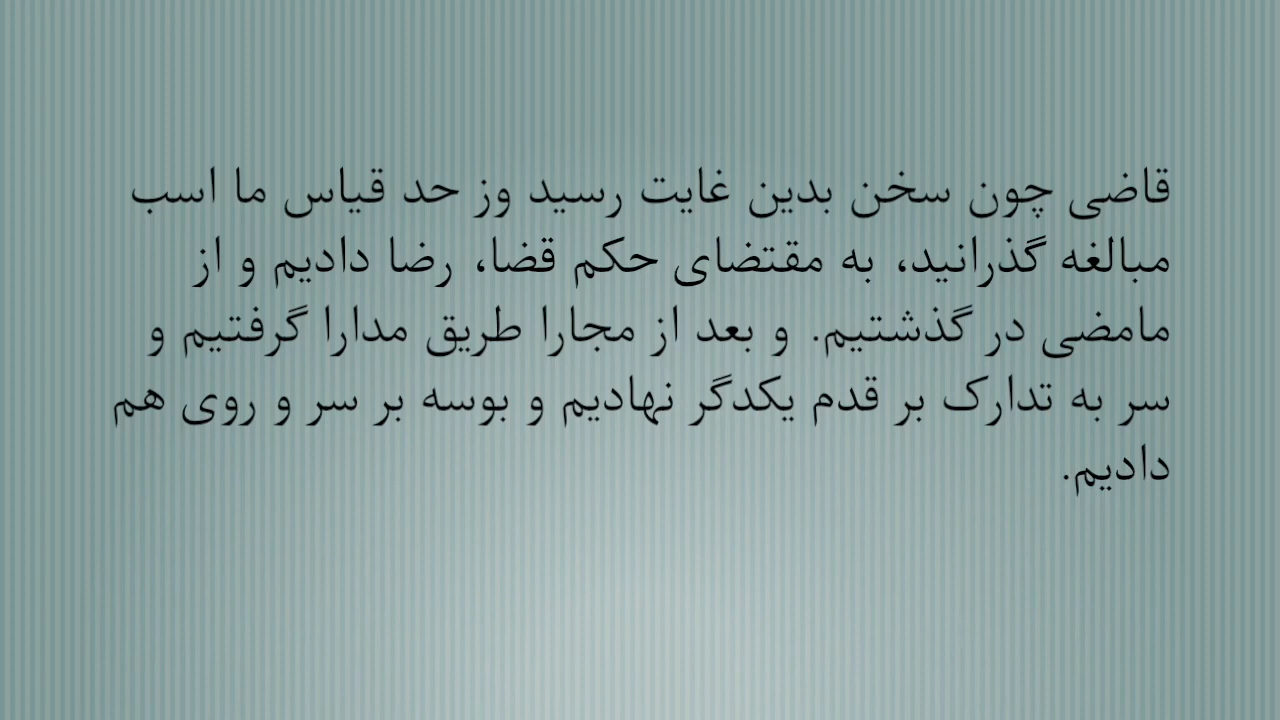 قاضی چون سخن بدین غایت رسید وز حد قیاس ما اسب
مبالغه گذرانید، به مقتضای حکم قضا، رضا دادیم و از
مامضی در گذشتیم. و بعد از مجارا طریق مدارا گرفتیم و
سر به تدارک بر قدم یکدگر نهادیم و بوسه بر سر و روی هم
دادیم.